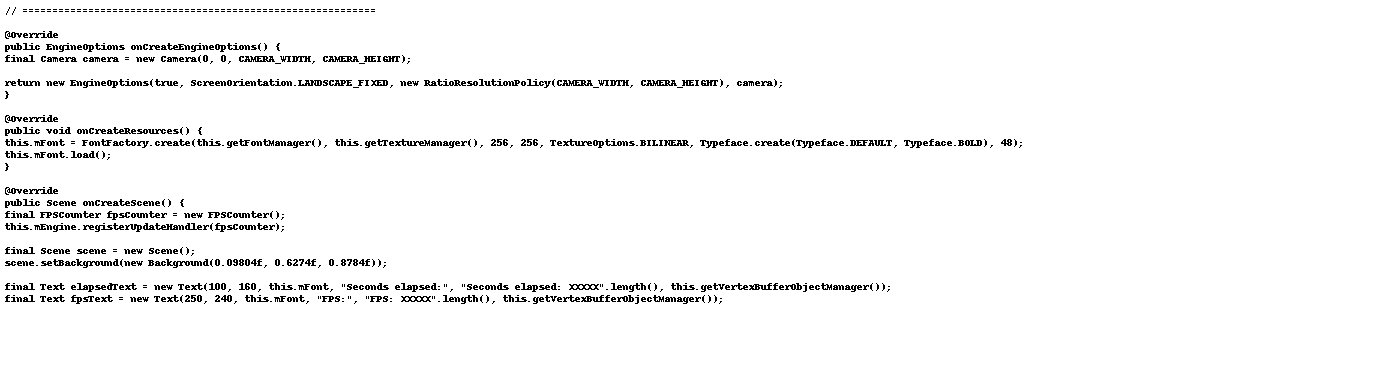 // ===========================================================
@Override
public EngineOptions onCreateEngineOptions() {
final Camera camera = new Camera(0, 0, CAMERA_WIDTH, CAMERA_HEIGHT);
return new EngineOptions(true, ScreenOrientation.LANDSCAPE_FIXED, new RatioResolutionPolicy(CAMERA_WIDTH, CAMERA_HEIGHT), camera);
}
@Override
public void onCreateResources() {
this.mFont = FontFactory.create(this.getFontManager(), this.getTextureManager(), 256, 256, TextureOptions.BILINEAR, Typeface.create(Typeface.DEFAULT, Typeface.BOLD), 48);
this.mFont.load();
}
@Override
public Scene onCreateScene() {
final FPSCounter fpsCounter = new FPSCounter();
this.mEngine.registerUpdateHandler(fpsCounter);
final Scene scene = new Scene();
scene.setBackground(new Background(0.09804f, 0.6274f, 0.8784f));
final Text elapsedText = new Text(100, 160, this.mFont, "Seconds elapsed:", "Seconds elapsed: XXXXX".length(), this.getVertexBufferObjectManager());
final Text fpsText = new Text(250, 240, this.mFont, "FPS:", "FPS: XXXXX".length(), this.getVertexBufferObjectManager());